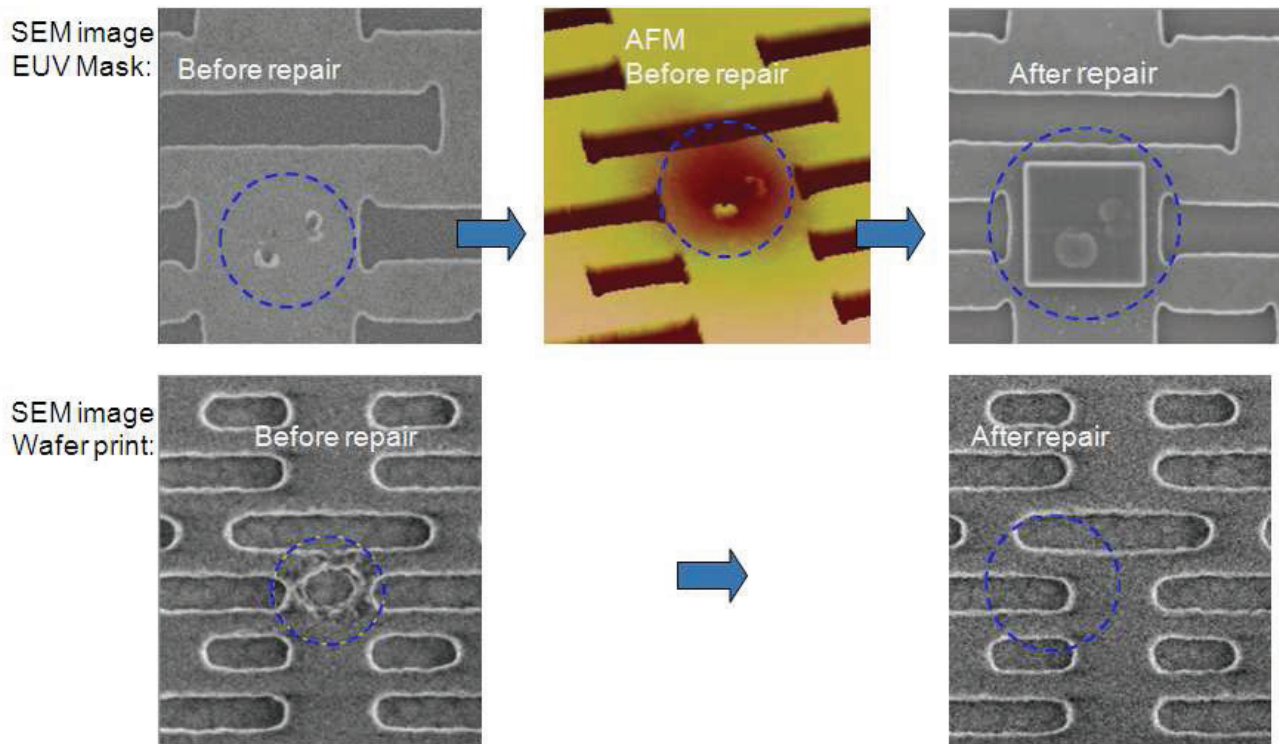 SEM image
EUV Mask:
Before repair
AFM
Before repair
After repair
SEM image
Wafer print:
Before repair
After repair